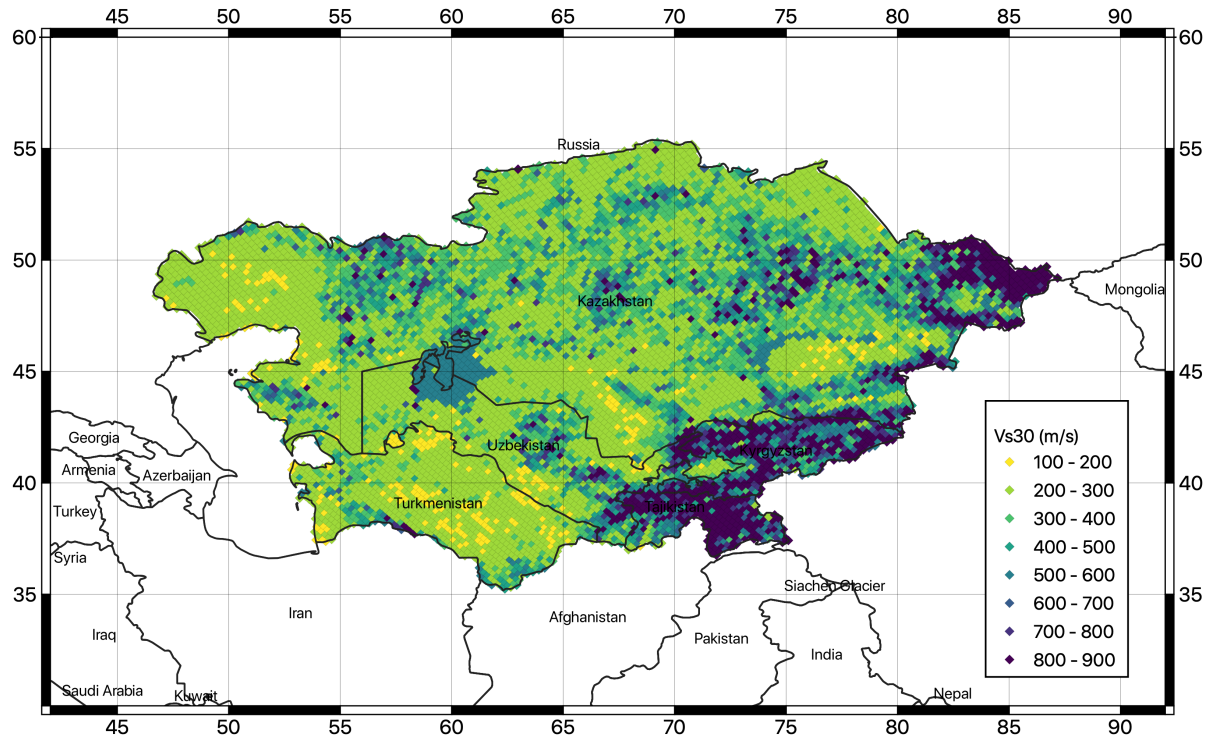 45 50 55 60 65 70 75 80 85 90
60 60
55 Russia 55
50 50
Mongolia
Kazakhstan
45 45
Georgia
Vs30 (m/s)
Uzbekistan
Kyrgyzstan
Armenia
Azerbaijan
100 - 200
40 40
200 - 300
Turkmenistan
Tajikistan
Turkey
300 - 400
400 - 500
Syria
500 - 600
Siachen Glacier
35 35
600 - 700
Iran
Afghanistan
Iraq
Pakistan
700 - 800
India
800 - 900
Saudi Arabia
Kuwait
Nepal
45 50 55 60 65 70 75 80 85 90